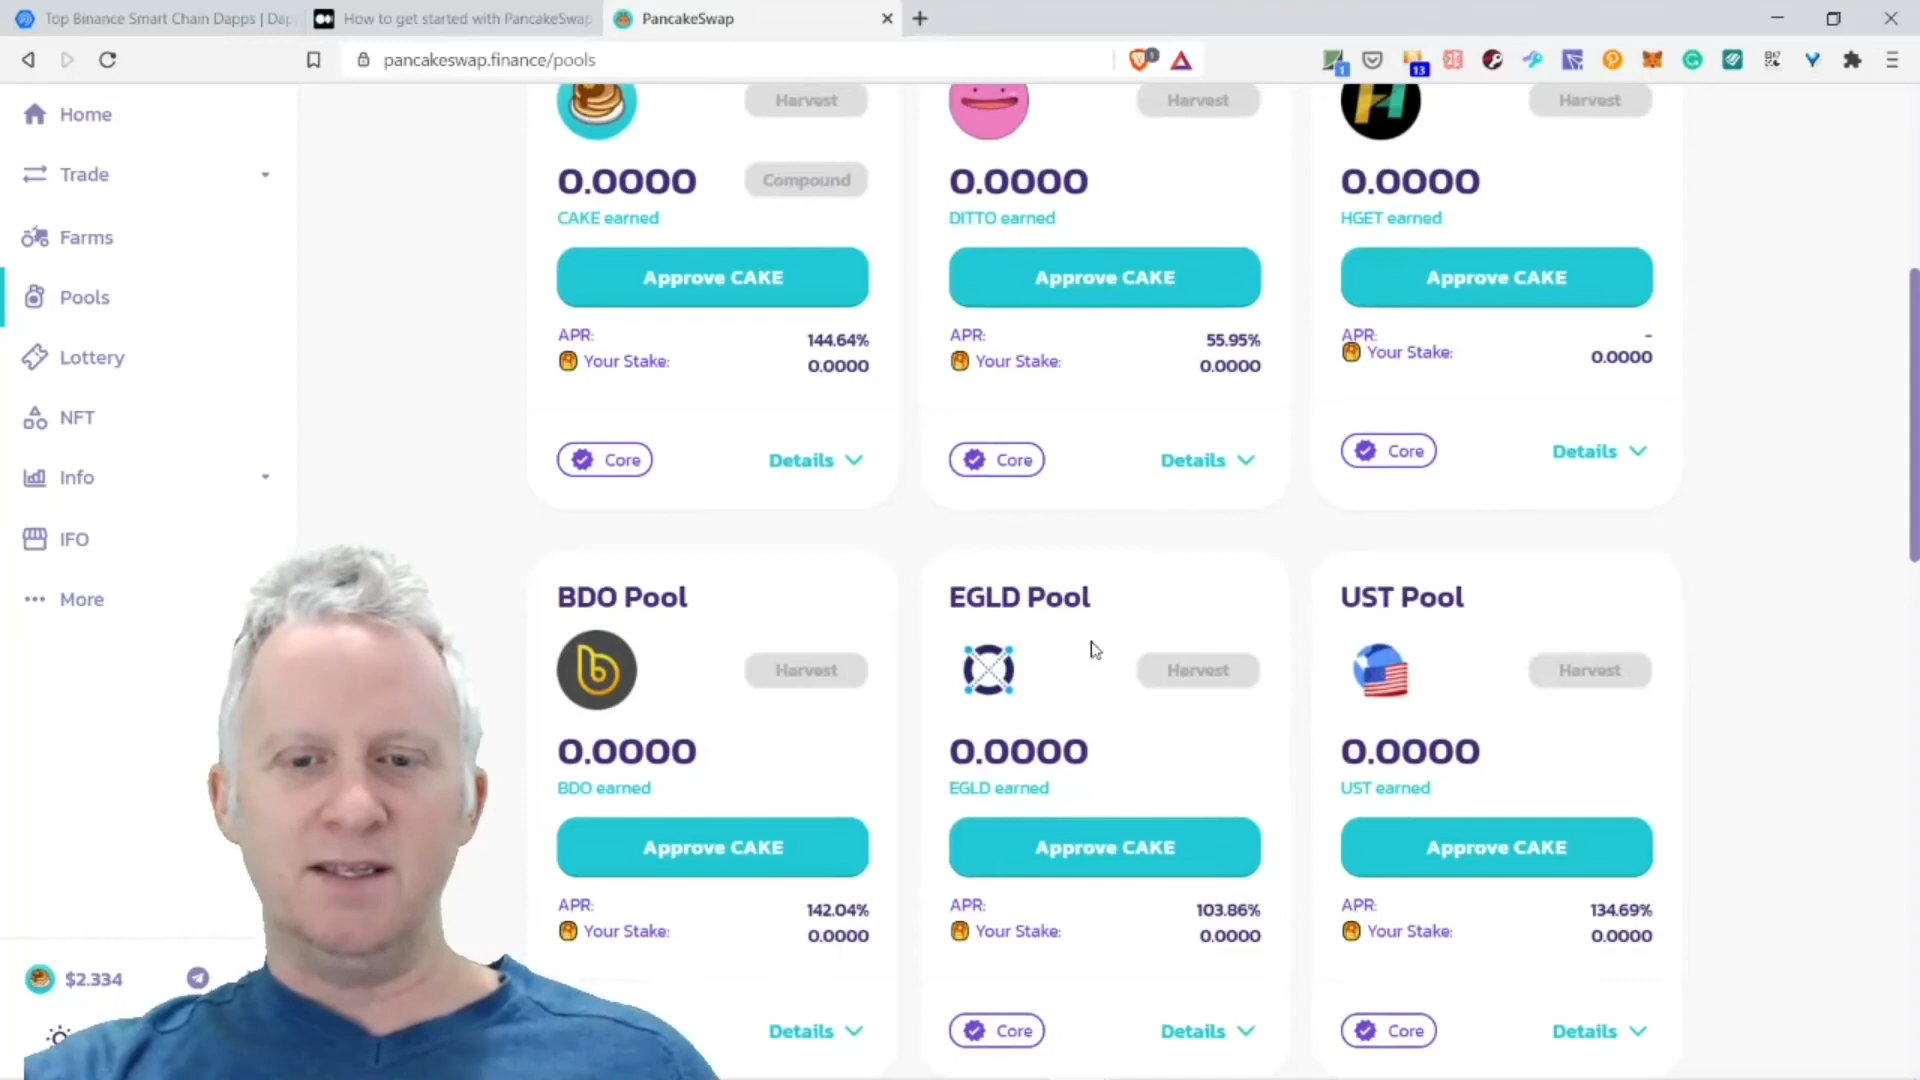 Top Binance Smart Chain Dapps | Dap
How to get started with PancakeSwap
PancakeSwap
pancakeswap.finance/pools
1
1
13
Home
Trade
Farms
Pools
Lottery
NFT
Info
IFO
More
$2.334
Harvest
0.0000
Compound
CAKE earned
Approve CAKE
APR:
144.64%
Your Stake:
0.0000
Core
Details
Harvest
0.0000
DITTO earned
Approve CAKE
APR:
55.95%
Your Stake:
0.0000
Core
Details
Harvest
0.0000
HGET earned
Approve CAKE
APR:
-
Your Stake:
0.0000
Core
Details
BDO Pool
Harvest
0.0000
BDO earned
Approve CAKE
APR:
142.04%
Your Stake:
0.0000
Details
EGLD Pool
Harvest
0.0000
EGLD earned
Approve CAKE
APR:
103.86%
Your Stake:
0.0000
Core
Details
UST Pool
Harvest
0.0000
UST earned
Approve CAKE
APR:
134.69%
Your Stake:
0.0000
Core
Details